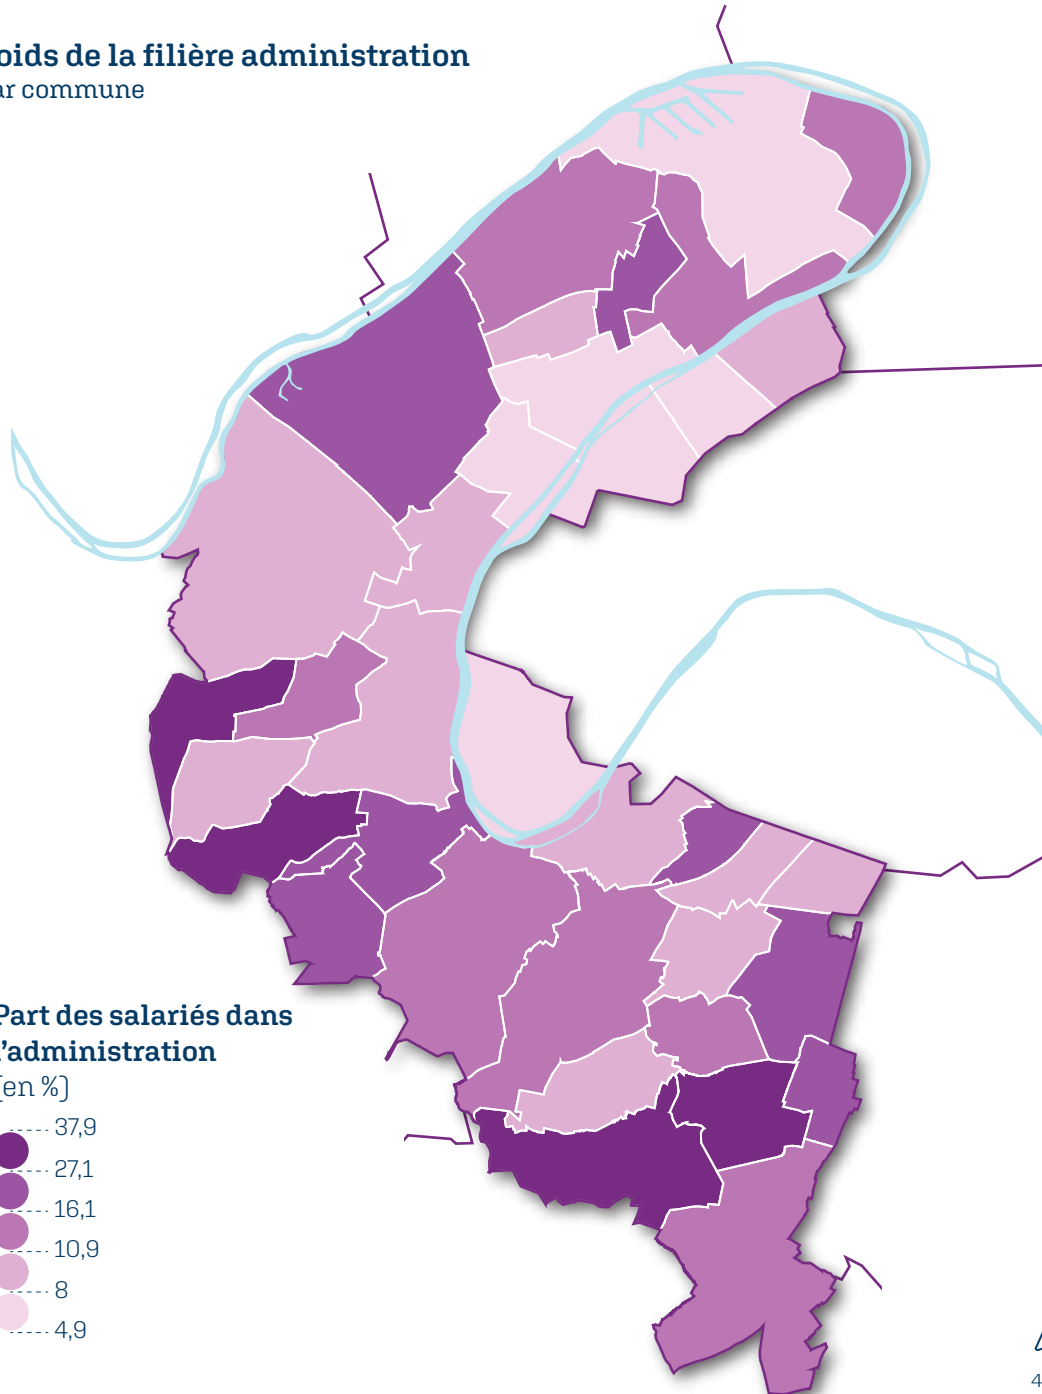 oids de la filière administration
ar commune
Part des salariés dans
l'administration
(en %)
37,9
27,1
16,1
10,9
8
4,9
4